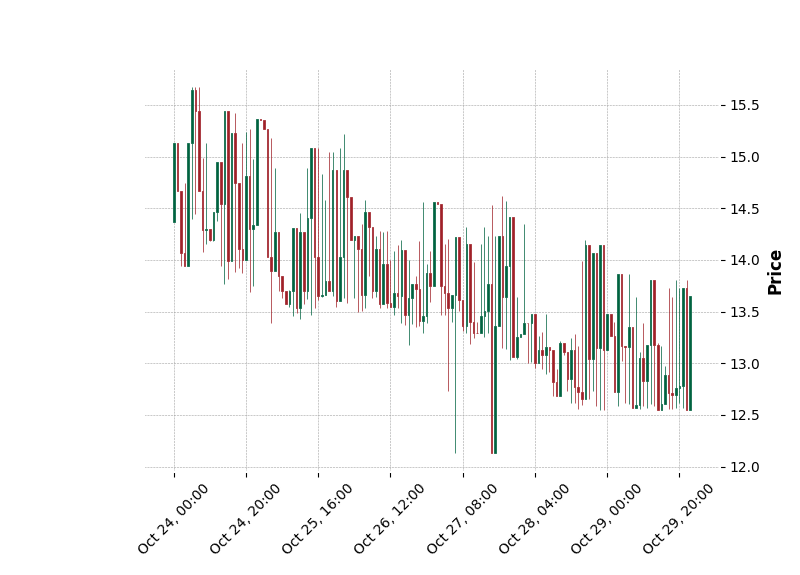 15.5
15.0
14.5
14.0
13.5
13.0
12.5
12.0
Price
Oct 24, 00:00
Oct 24, 20:00
Oct 25, 16:00
Oct 26, 12:00
Oct 27, 08:00
Oct 28, 04:00
Oct 29, 00:00
Oct 29, 20:00